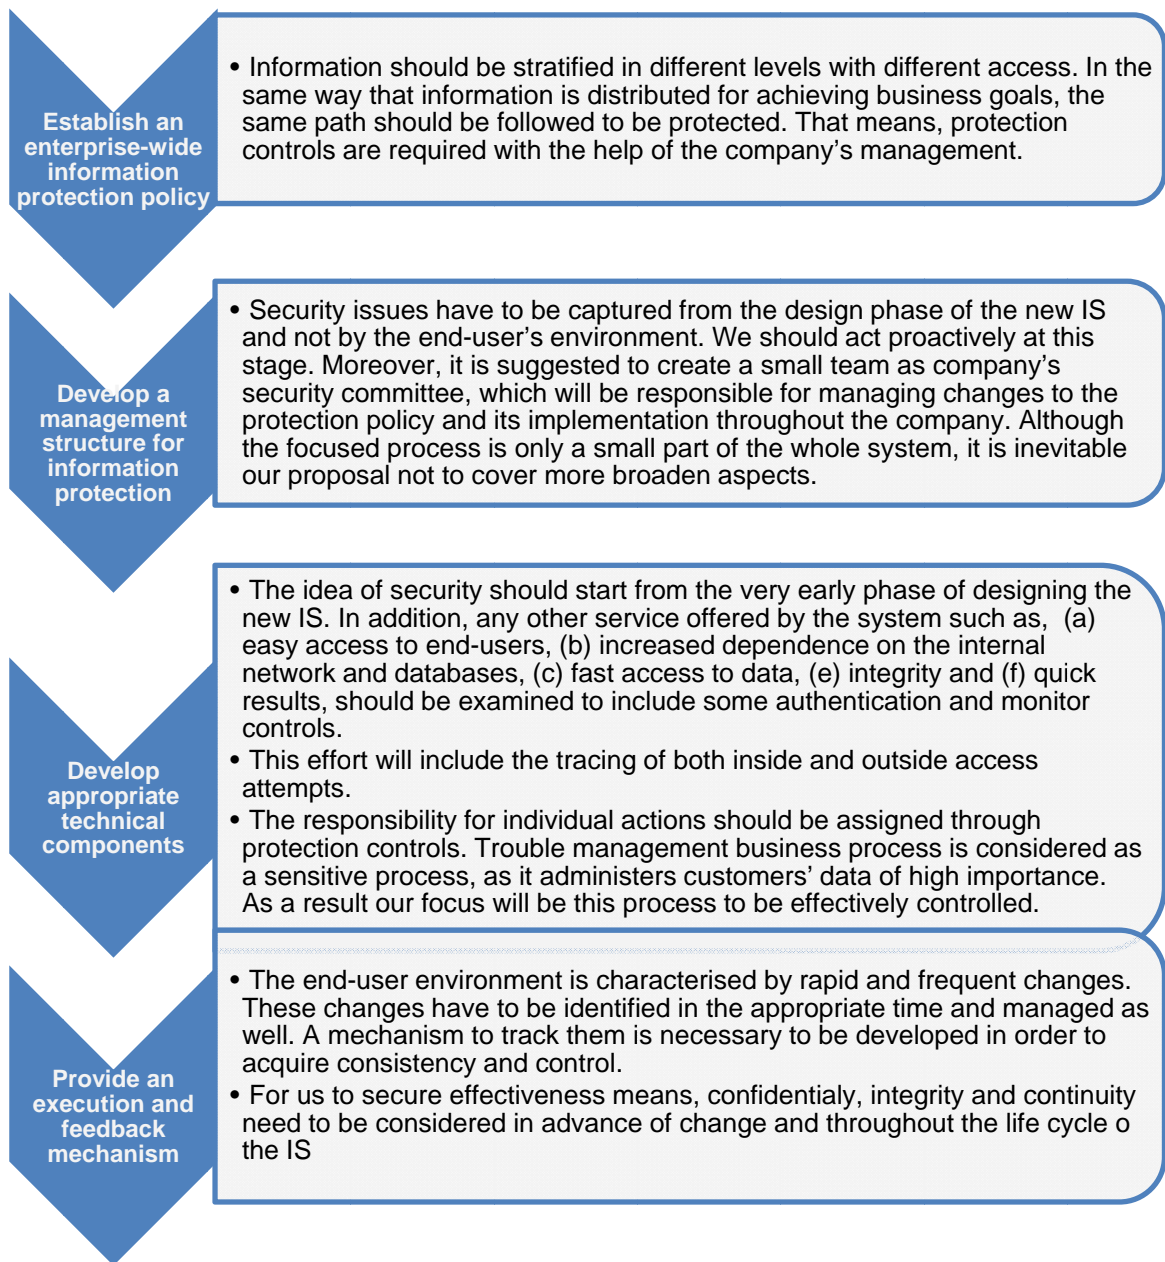 Establish an
enterprise-wide
information
protection policy
• Information should be stratified in different levels with different access. In the
same way that information is distributed for achieving business goals, the
same path should be followed to be protected. That means, protection
controls are required with the help of the company’s management.
Develop a
management
structure for
information
protection
• Security issues have to be captured from the design phase of the new IS
and not by the end-user’s environment. We should act proactively at this
stage. Moreover, it is suggested to create a small team as company’s
security committee, which will be responsible for managing changes to the
protection policy and its implementation throughout the company. Although
the focused process is only a small part of the whole system, it is inevitable
our proposal not to cover more broaden aspects.
Develop
appropriate
technical
components
• The idea of security should start from the very early phase of designing the
new IS. In addition, any other service offered by the system such as, (a)
easy access to end-users, (b) increased dependence on the internal
network and databases, (c) fast access to data, (e) integrity and (f) quick
results, should be examined to include some authentication and monitor
controls.
• This effort will include the tracing of both inside and outside access
attempts.
• The responsibility for individual actions should be assigned through
protection controls. Trouble management business process is considered as
a sensitive process, as it administers customers’ data of high importance.
As a result our focus will be this process to be effectively controlled.
Provide an
execution and
feedback
mechanism
• The end-user environment is characterised by rapid and frequent changes.
These changes have to be identified in the appropriate time and managed as
well. A mechanism to track them is necessary to be developed in order to
acquire consistency and control.
• For us to secure effectiveness means, confidentialy, integrity and continuity
need to be considered in advance of change and throughout the life cycle o
the IS